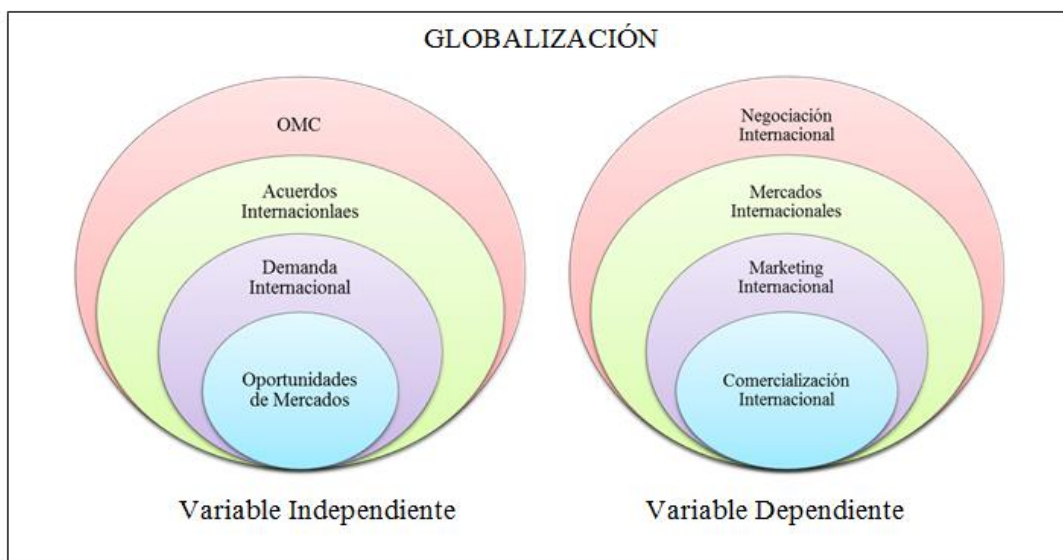 GLOBALIZACIÓN
OMC
Acuerdos
Internacionlaes
Demanda
Internacional
Oportunidades
de Mercados
Variable Independiente
Negociación
Internacional
Mercados
Internacionales
Marketing
Internacional
Comercialización
Internacional
Variable Dependiente